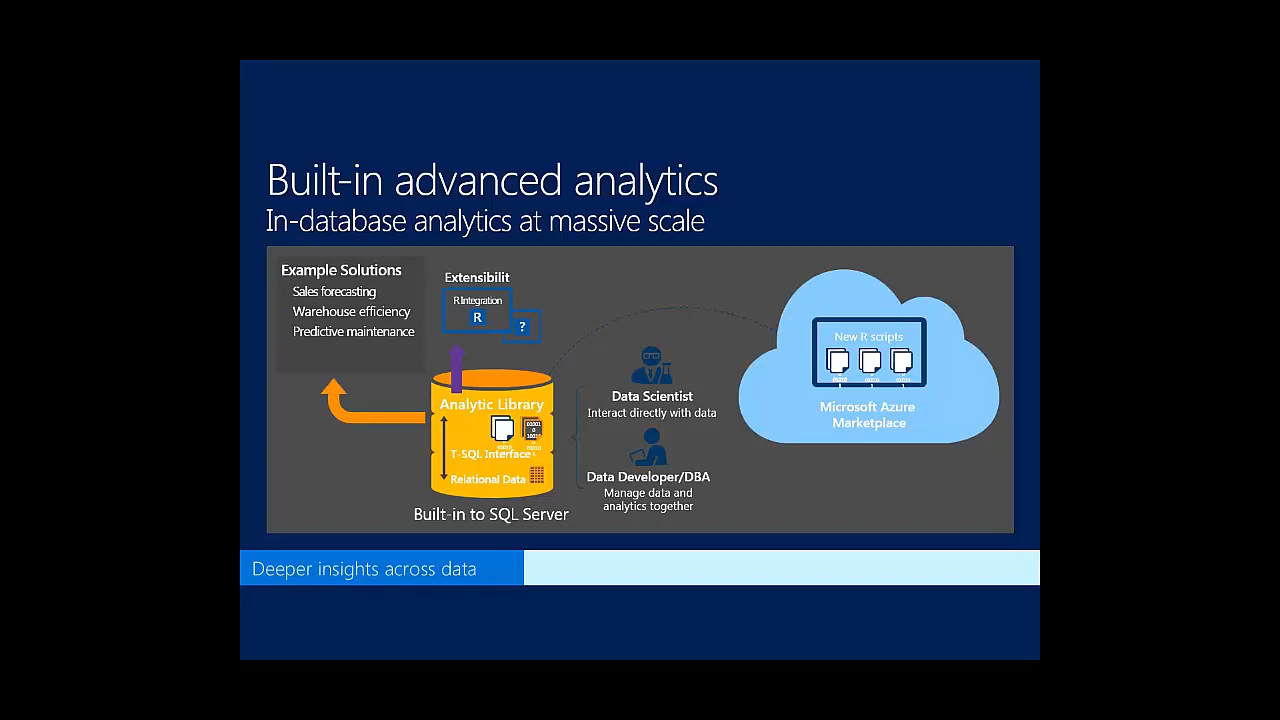 Built-in advanced analytics
In-database analytics at massive scale
Example Solutions
Sales forecasting
Warehouse efficiency
Predictive maintenance
Extensibilit
R Integration
R
?
Analytic Library
T-SQL Interface
Relational Data
Built-in to SQL Server
Data Scientist
Interact directly with data
Data Developer/DBA
Manage data and
analytics together
New R scripts
Microsoft Azure
Marketplace
Deeper insights across data